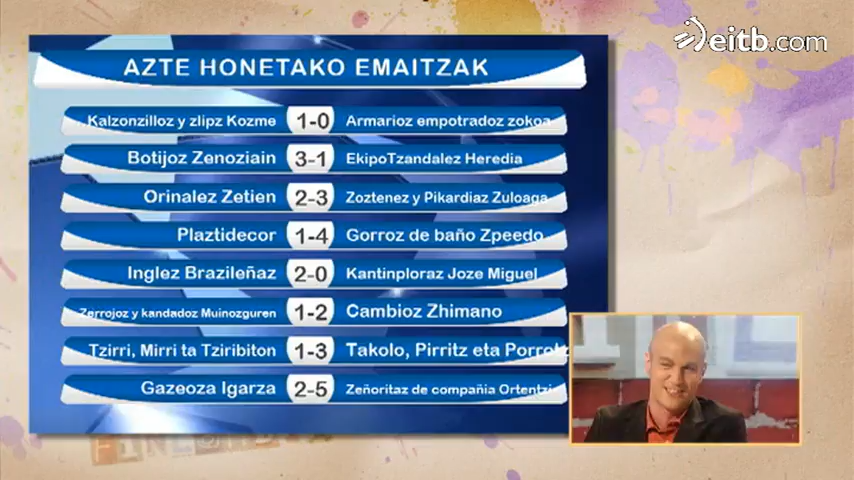 eitb.com
AZTE HONETAKO EMAITZAK
Kalzonzilloz y zlipz Kozme 1-0 Armarioz empotradoz zokoa
Botijoz Zenoziain 3-1 EkipoTzandalez Heredia
Orinalez Zetien 2-3 Zoztenez y Pikardiaz Zuloaga
Plaztidecor 1-4 Gorroz de baño Zpeedo
Inglez Brazileñaz 2-0 Kantinploraz Joze Miguel
Zerrojoz y kandadoz Muinozguren 1-2 Cambioz Zhimano
Tzirri, Mirri ta Tziribiton 1-3 Takolo, Pirritz eta Porrotz
Gazeoza Igarza 2-5 Zeñoritaz de compañia Ortentzi